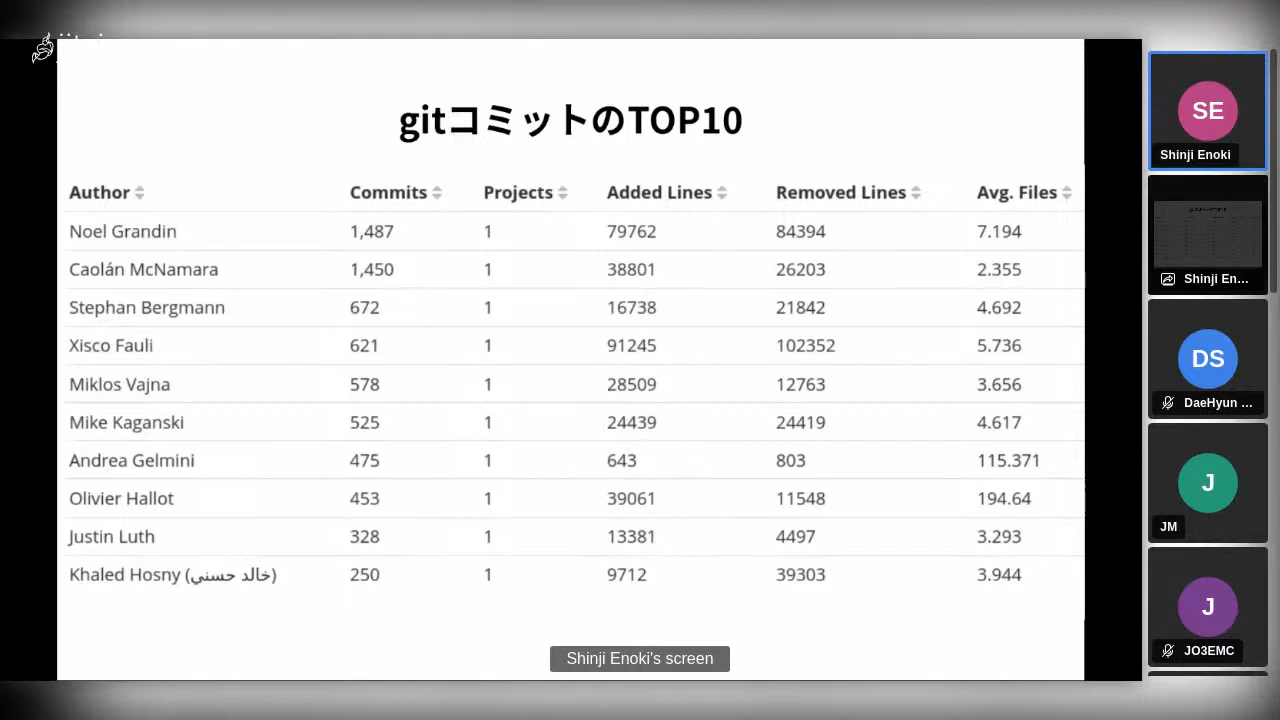 gitコミットのTOP10
Author Commits Projects Added Lines Removed Lines Avg. Files
Noel Grandin 1,487 1 79762 84394 7.194
Caolán McNamara 1,450 1 38801 26203 2.355
Stephan Bergmann 672 1 16738 21842 4.692
Xisco Fauli 621 1 91245 102352 5.736
Miklos Vajna 578 1 28509 12763 3.656
Mike Kaganski 525 1 24439 24419 4.617
Andrea Gelmini 475 1 643 803 115.371
Olivier Hallot 453 1 39061 11548 194.64
Justin Luth 328 1 13381 4497 3.293
Khaled Hosny (خالد حسني) 250 1 9712 39303 3.944
Shinji Enoki's screen
SE
Shinji Enoki
Shinji En...
DS
DaeHyun ...
J
JM
J
JO3EMC